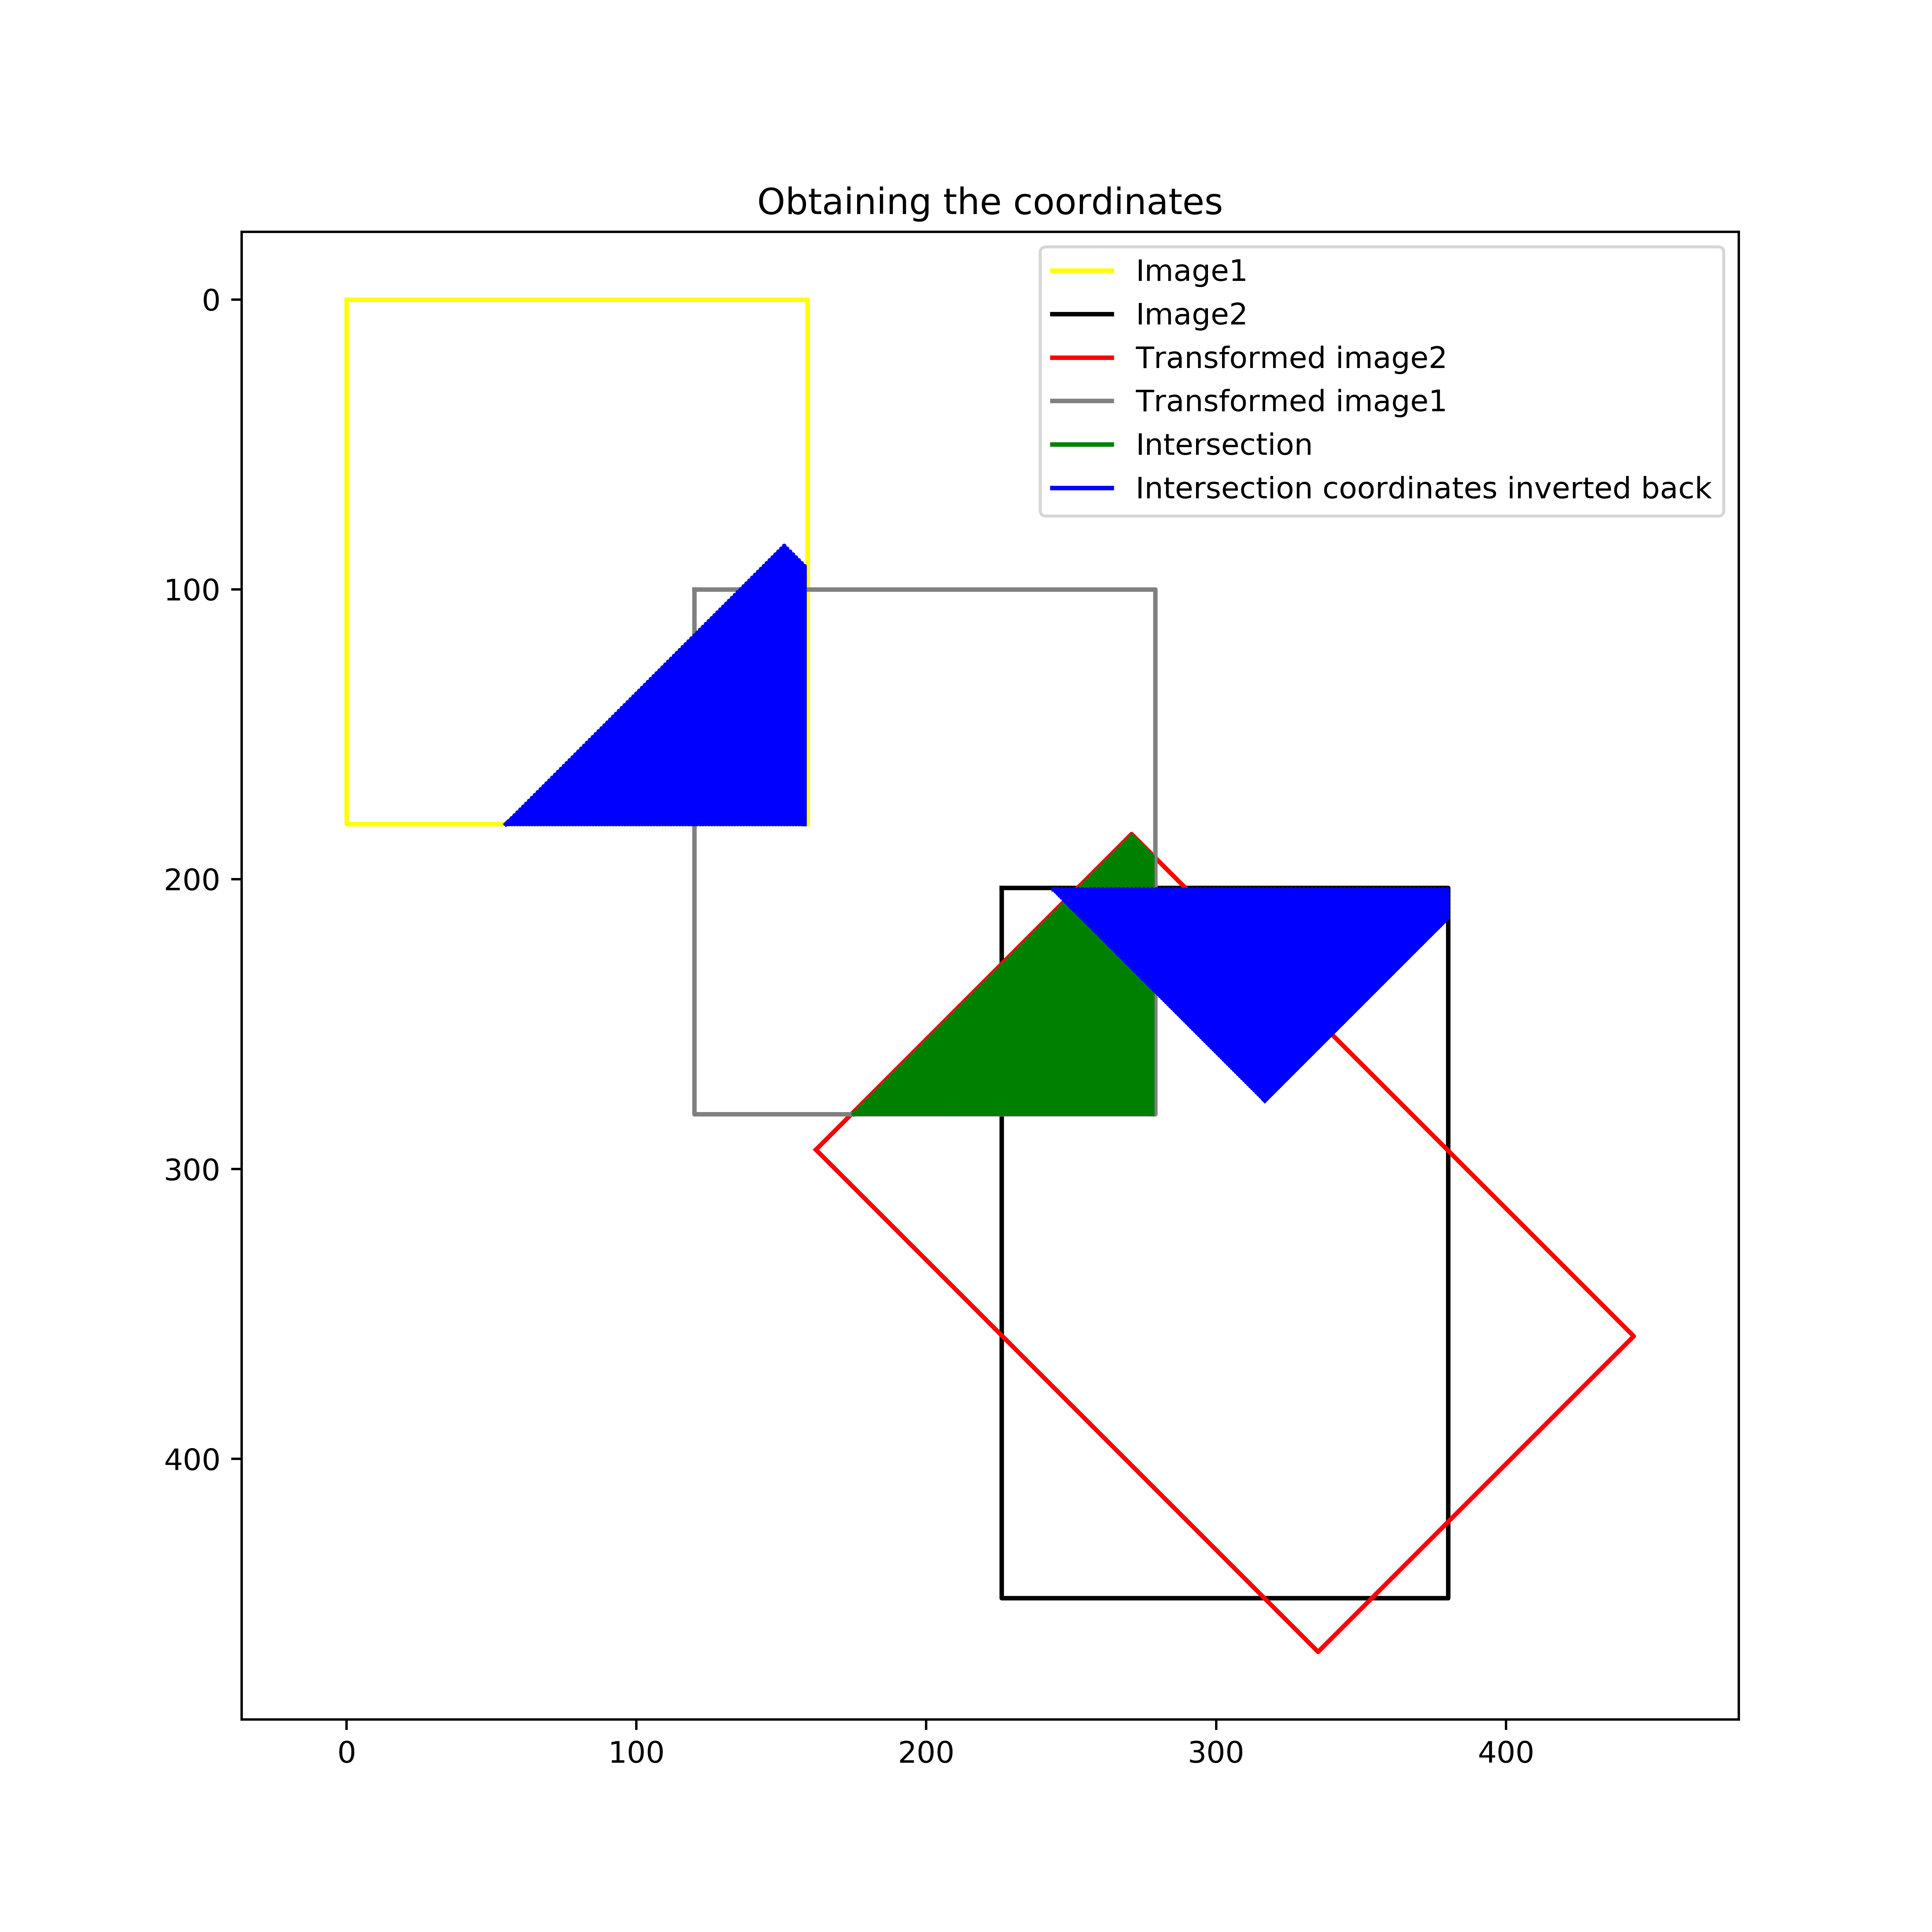 Obtaining the coordinates
Image1
Image2
Transformed image2
Transformed image1
Intersection
Intersection coordinates inverted back
0
100
200
300
400
0
100
200
300
400